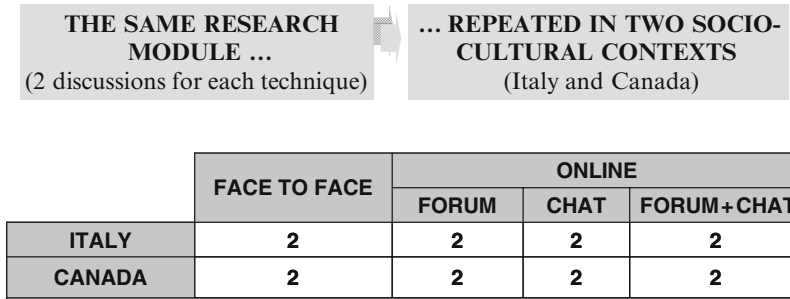 THE SAME RESEARCH
MODULE …
(2 discussions for each technique)
… REPEATED IN TWO SOCIO-
CULTURAL CONTEXTS
(Italy and Canada)
FACE TO FACE
ONLINE
FORUM CHAT FORUM+CHAT
ITALY 2 2 2 2
CANADA 2 2 2 2